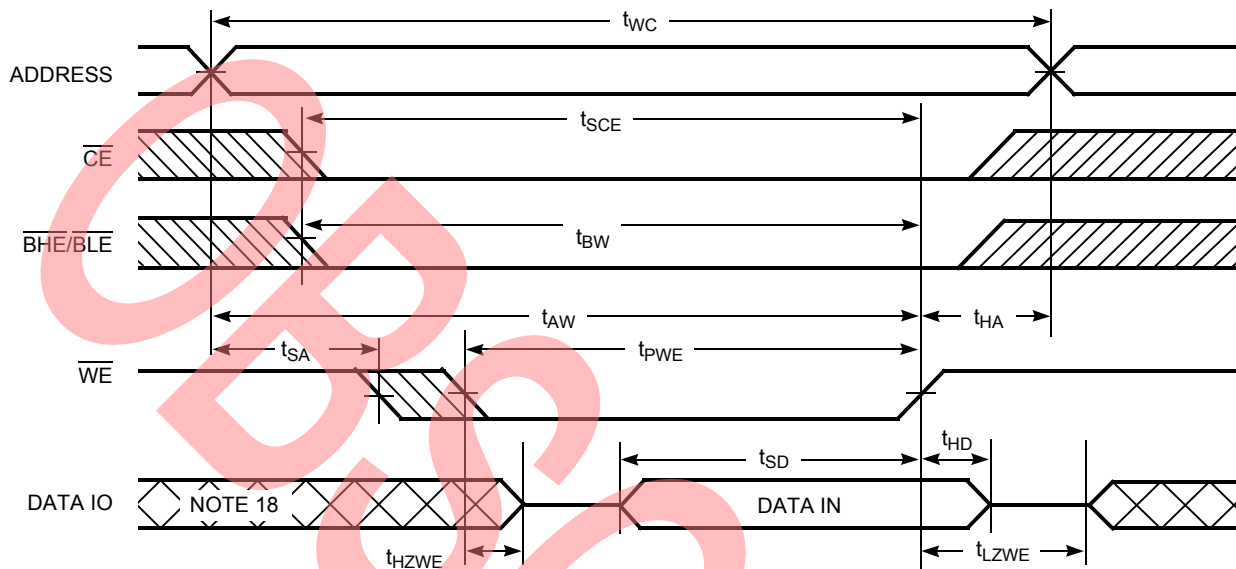 tWC
ADDRESS
tSCE
CE
BHE/BLE
tBW
tAW
tHA
tSA
tPWE
WE
tHD
tSD
DATA IO
NOTE 18
DATA IN
tHZWE
tLZWE